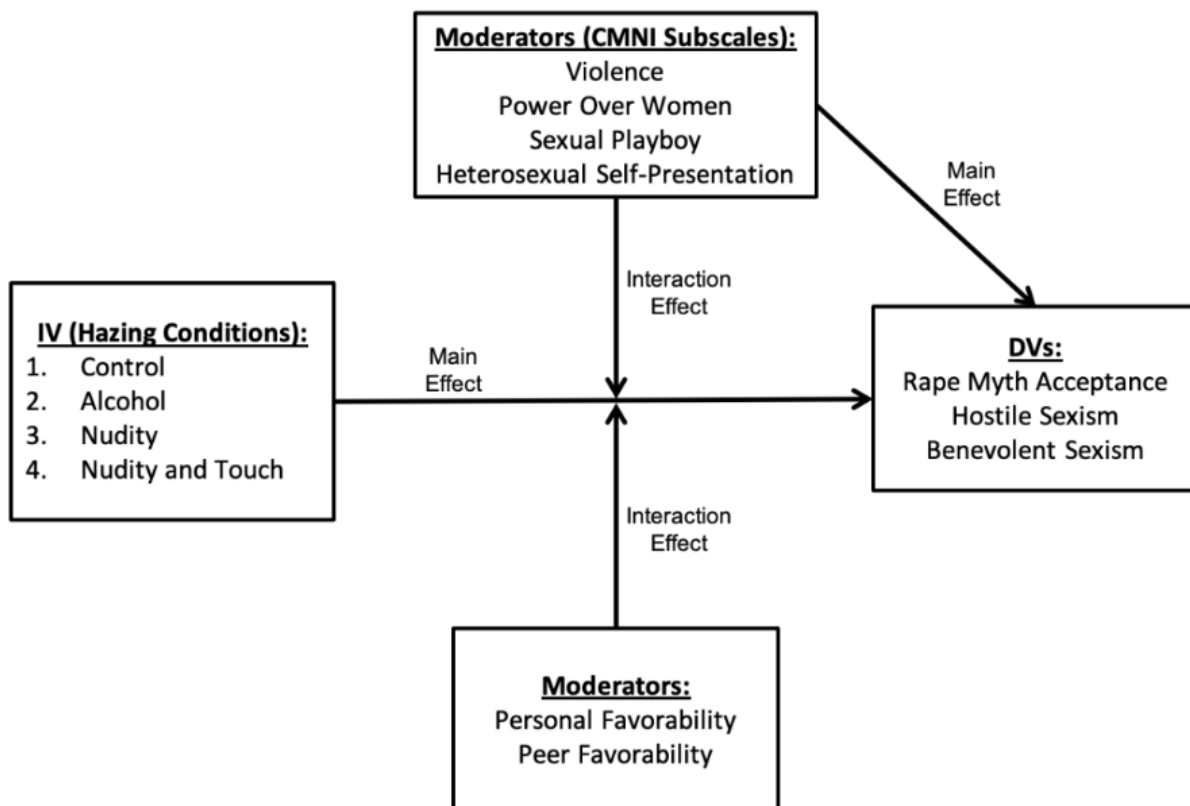 Moderators (CMNI Subscales):
Violence
Power Over Women
Sexual Playboy
Heterosexual Self-Presentation
Main
Effect
Interaction
Effect
IV (Hazing Conditions):
1. Control
2. Alcohol
3. Nudity
4. Nudity and Touch
Main
Effect
DVs:
Rape Myth Acceptance
Hostile Sexism
Benevolent Sexism
Interaction
Effect
Moderators:
Personal Favorability
Peer Favorability